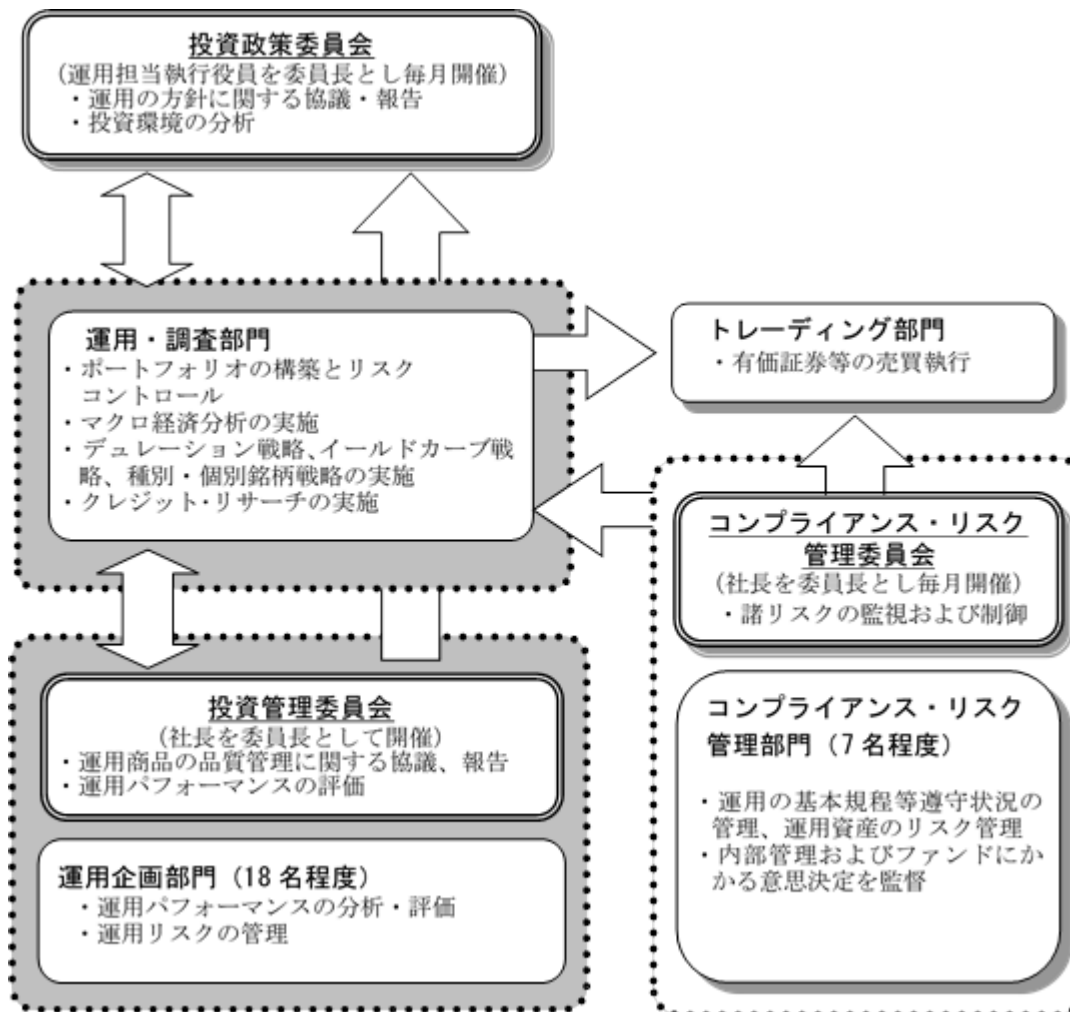 投資政策委員会
(運用担当執行役員を委員長とし毎月開催)
・運用の方針に関する協議・報告
・投資環境の分析
運用・調査部門
・ポートフォリオの構築とリスク
コントロール
・マクロ経済分析の実施
・デュレーション戦略、イールドカーブ戦
略、種別・個別銘柄戦略の実施
・クレジット・リサーチの実施
トレーディング部門
・有価証券等の売買執行
コンプライアンス・リスク
管理委員会
(社長を委員長とし毎月開催)
・諸リスクの監視および制御
投資管理委員会
(社長を委員長として開催)
・運用商品の品質管理に関する協議、報告
・運用パフォーマンスの評価
運用企画部門（18 名程度）
・運用パフォーマンスの分析・評価
・運用リスクの管理
コンプライアンス・リスク
管理部門（7 名程度）
・運用の基本規程等遵守状況の
管理、運用資産のリスク管理
・内部管理およびファンドにか
かる意思決定を監督